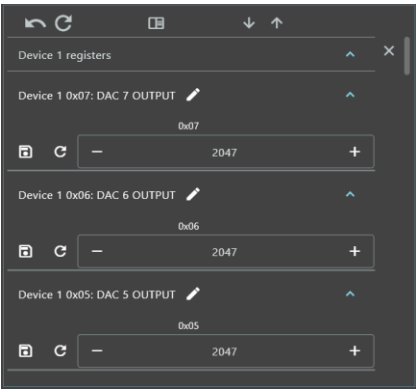 Device 1 registers
Device 1 0x07: DAC 7 OUTPUT
0x07
2047
Device 1 0x06: DAC 6 OUTPUT
0x06
2047
Device 1 0x05: DAC 5 OUTPUT
0x05
2047